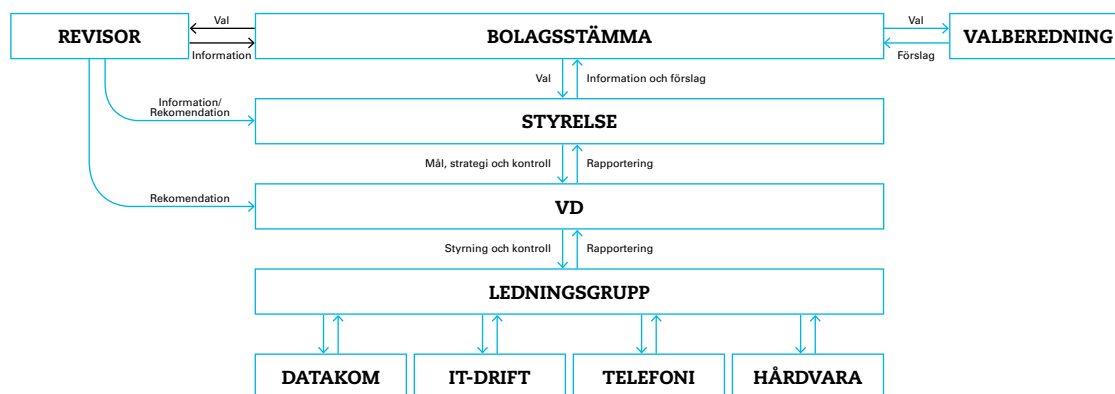 Val
Val
REVISOR
BOLAGSSTÄMMA
VALBEREDNING
Information
Förslag
Val
Information och förslag
Information/
Rekomendation
STYRELSE
Mål, strategi och kontroll
Rapportering
Rekomendation
VD
Styrning och kontroll
Rapportering
LEDNINGSGRUPP
DATAKOM
IT-DRIFT
TELEFONI
HÅRDVARA